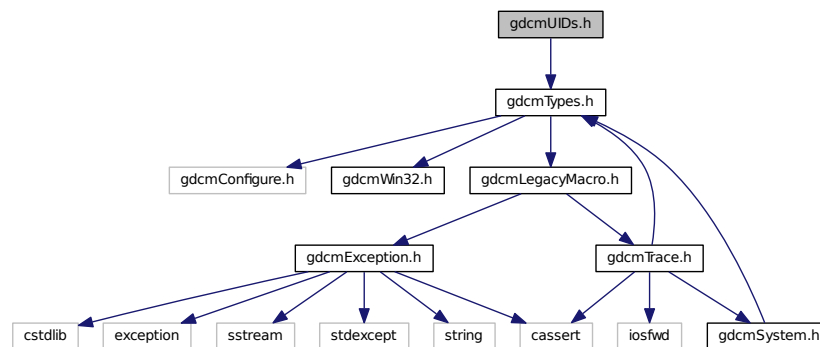 gdcmUIDs.h
gdcmTypes.h
gdcmConfigure.h
gdcmWin32.h
gdcmLegacyMacro.h
gdcmException.h
gdcmTrace.h
cstdlib
exception
sstream
stdexcept
string
cassert
iosfwd
gdcmSystem.h